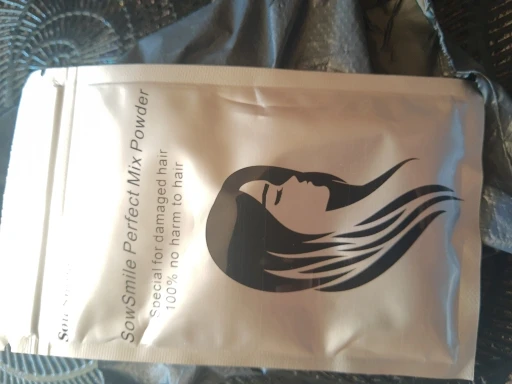 SowSmile Perfect Mix Powder
Special for damaged hair
100% no harm to hair